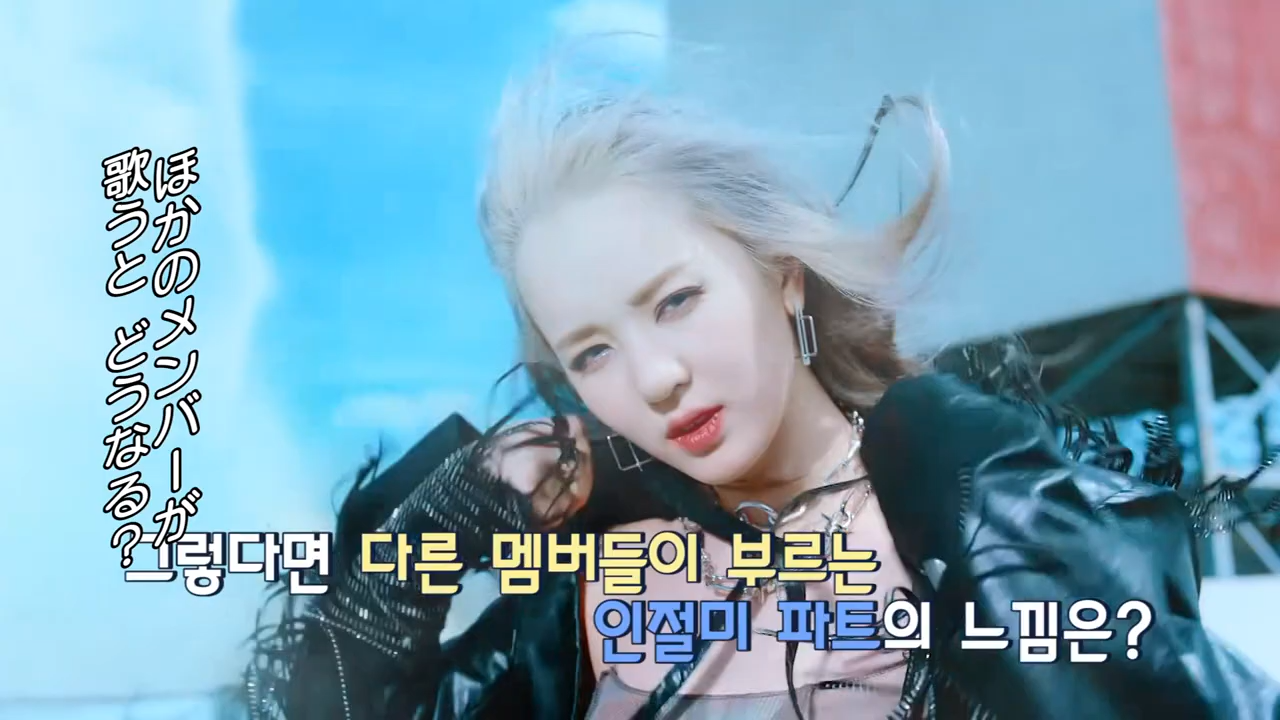 ほかのメンバーが
歌うと どうなる?
그렇다면 다른 멤버들이 부르는
인절미 파트의 느낌은?